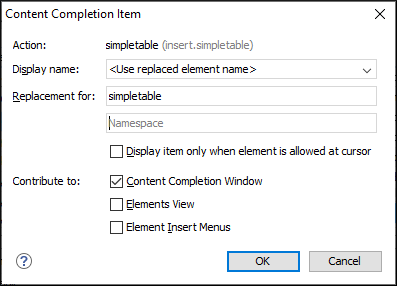 Content Completion Item
Action: simpletable (insert.simpletable)
Display name: <Use replaced element name>
Replacement for: simpletable
Namespace
Display item only when element is allowed at cursor
Contribute to: Content Completion Window
Elements View
Element Insert Menus
? OK Cancel